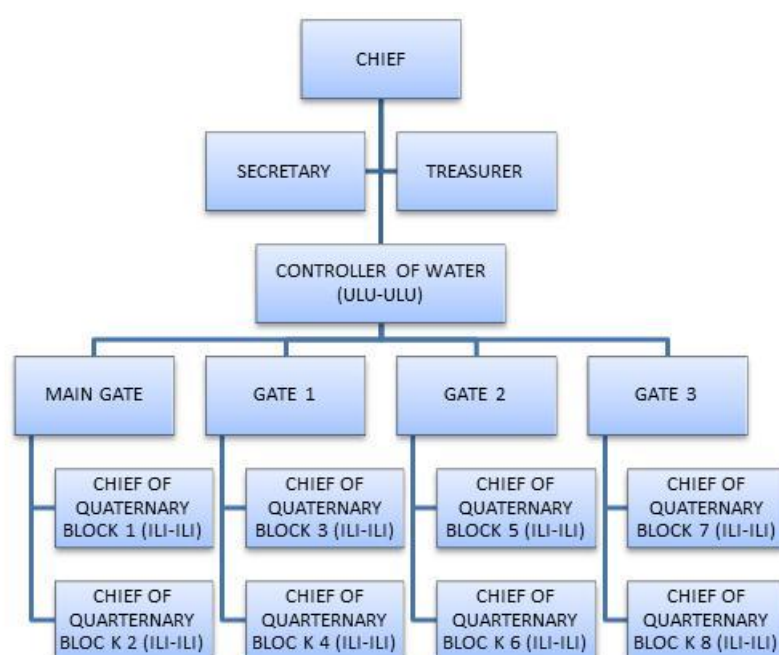 CHIEF
SECRETARY
TREASURER
CONTROLLER OF WATER
(ULU-ULU)
MAIN GATE
GATE 1
GATE 2
GATE 3
CHIEF OF
QUATERNARY
BLOCK 1 (ILI-ILI)
CHIEF OF
QUATERNARY
BLOCK 3 (ILI-ILI)
CHIEF OF
QUATERNARY
BLOCK 5 (ILI-ILI)
CHIEF OF
QUATERNARY
BLOCK 7 (ILI-ILI)
CHIEF OF
QUARTERNARY
BLOC K 2 (ILI-ILI)
CHIEF OF
QUARTERNARY
BLOC K 4 (ILI-ILI)
CHIEF OF
QUARTERNARY
BLOC K 6 (ILI-ILI)
CHIEF OF
QUARTERNARY
BLOC K 8 (ILI-ILI)